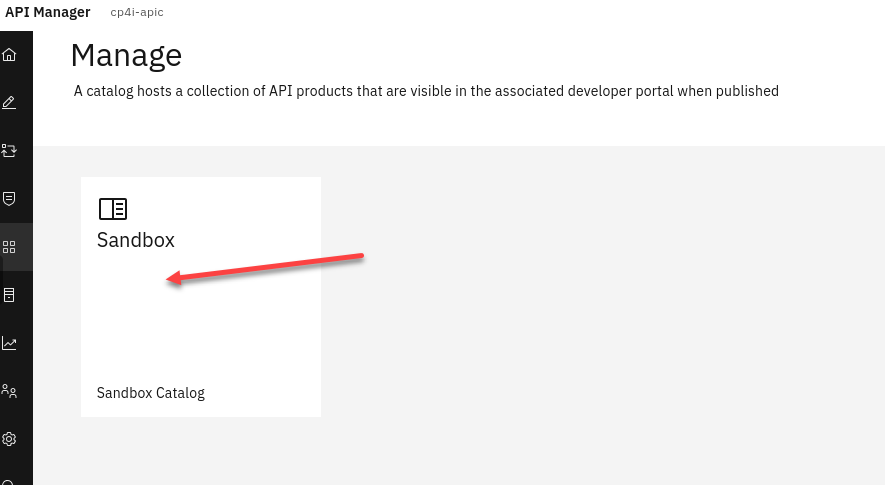 API Manager cp4i-apic
Manage
A catalog hosts a collection of API products that are visible in the associated developer portal when published
Sandbox
Sandbox Catalog